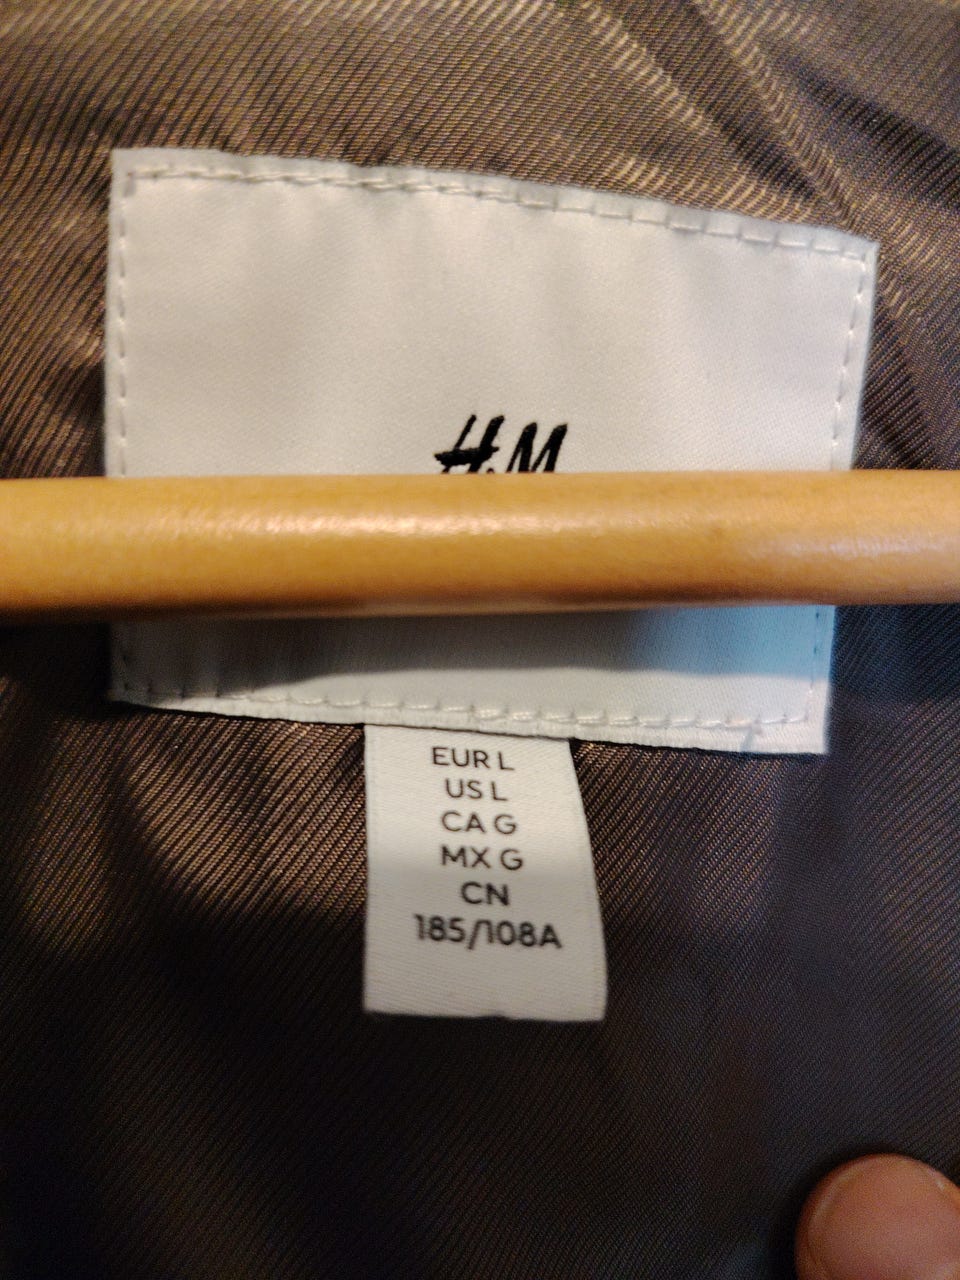 H&M
EUR L
US L
CA G
MX G
CN
185/108A